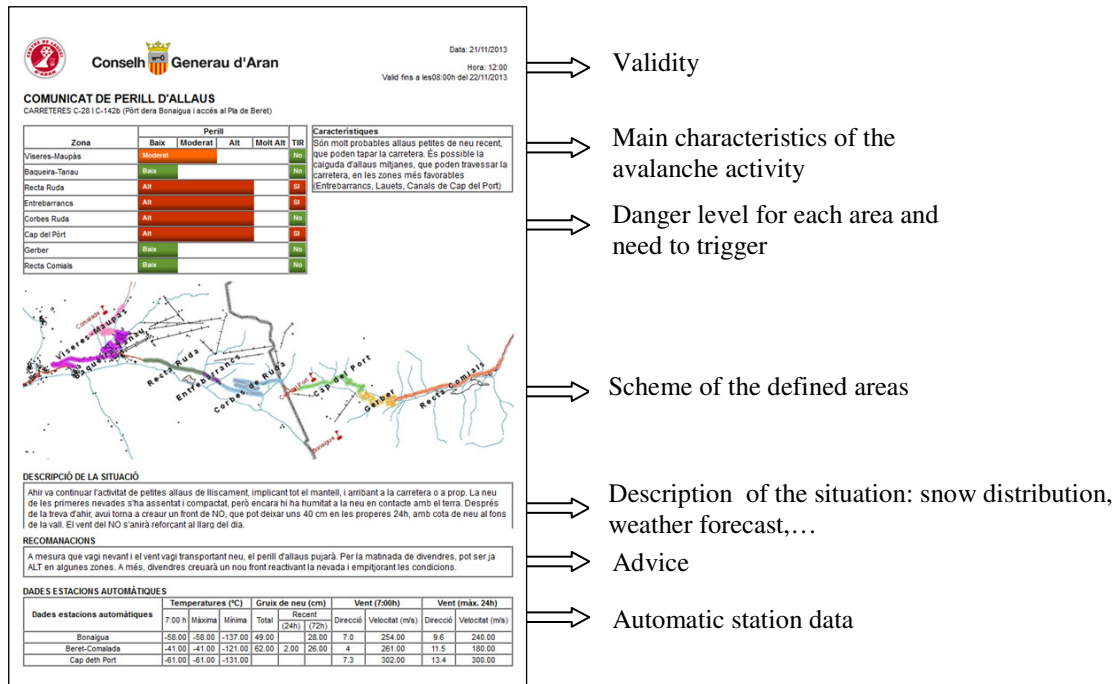 Conselh Generau d'Aran
Data: 21/11/2013
Hora: 12:00
Valid fins a les08:00h del 22/11/2013
COMUNICAT DE PERILL D'ALLAUS
CARRETERES C-28 I C-142b (Pòrt dera Bonaigua i accés al Pla de Beret)
Perill
Zona Baix Moderat Alt Molt Alt TIR
Viseres-Maupàs Moderat No
Baqueira-Tanau Baix No
Recta Ruda Alt SI
Entrebarrancs Alt SI
Corbes Ruda Alt No
Cap del Pòrt Alt SI
Gerber Baix No
Recta Comials Baix No
Característiques
Són molt probables allaus petites de neu recent,
que poden tapar la carretera. És possible la
caiguda d'allaus mitjanes, que poden travessar la
carretera, en les zones més favorables
(Entrebarrancs, Lauets, Canals de Cap del Port)
Comalada
Viseres-Maupas
Baqueira-Tanau
Recta Ruda
Entrebarrancs
Corbes de Ruda
Cap del Port
Gerber
Recta Comials
Bonaigua
DESCRIPCIÓ DE LA SITUACIÓ
Ahir va continuar l'activitat de petites allaus de lliscament, implicant tot el mantell, i arribant a la carretera o a prop. La neu
de les primeres nevades s'ha assentat i compactat, però encara hi ha humitat a la neu en contacte amb el terra. Després
de la treva d'ahir, avui torna a creaur un front de NO, que pot deixar uns 40 cm en les properes 24h, amb cota de neu al fons
de la vall. El vent del NO s'anirà reforçant al llarg del dia.
RECOMANACIONS
A mesura que vagi nevant i el vent vagi transportant neu, el perill d'allaus pujarà. Per la matinada de divendres, pot ser ja
ALT en algunes zones. A més, divendres creuarà un nou front reactivant la nevada i empitjorant les condicions.
DADES ESTACIONS AUTOMÀTIQUES
Dades estacions automàtiques Temperatures (ºC) Gruix de neu (cm) Vent (7:00h) Vent (màx. 24h)
7:00 h Màxima Mínima Total Recent (24h) (72h) Direcció Velocitat (m/s) Direcció Velocitat (m/s)
Bonaigua -58.00 -58.00 -137.00 49.00 28.00 7.0 254.00 9.6 240.00
Beret-Comalada -41.00 -41.00 -121.00 62.00 2.00 26.00 4 261.00 11.5 180.00
Cap deth Port -61.00 -61.00 -131.00 7.3 302.00 13.4 300.00
Validity
Main characteristics of the
avalanche activity
Danger level for each area and
need to trigger
Scheme of the defined areas
Description of the situation: snow distribution,
weather forecast,…
Advice
Automatic station data